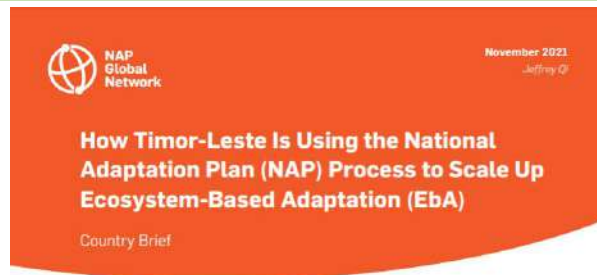 NAP
Global
Network
November 2021
Jeffrey Qi
How Timor-Leste Is Using the National
Adaptation Plan (NAP) Process to Scale Up
Ecosystem-Based Adaptation (EbA)
Country Brief